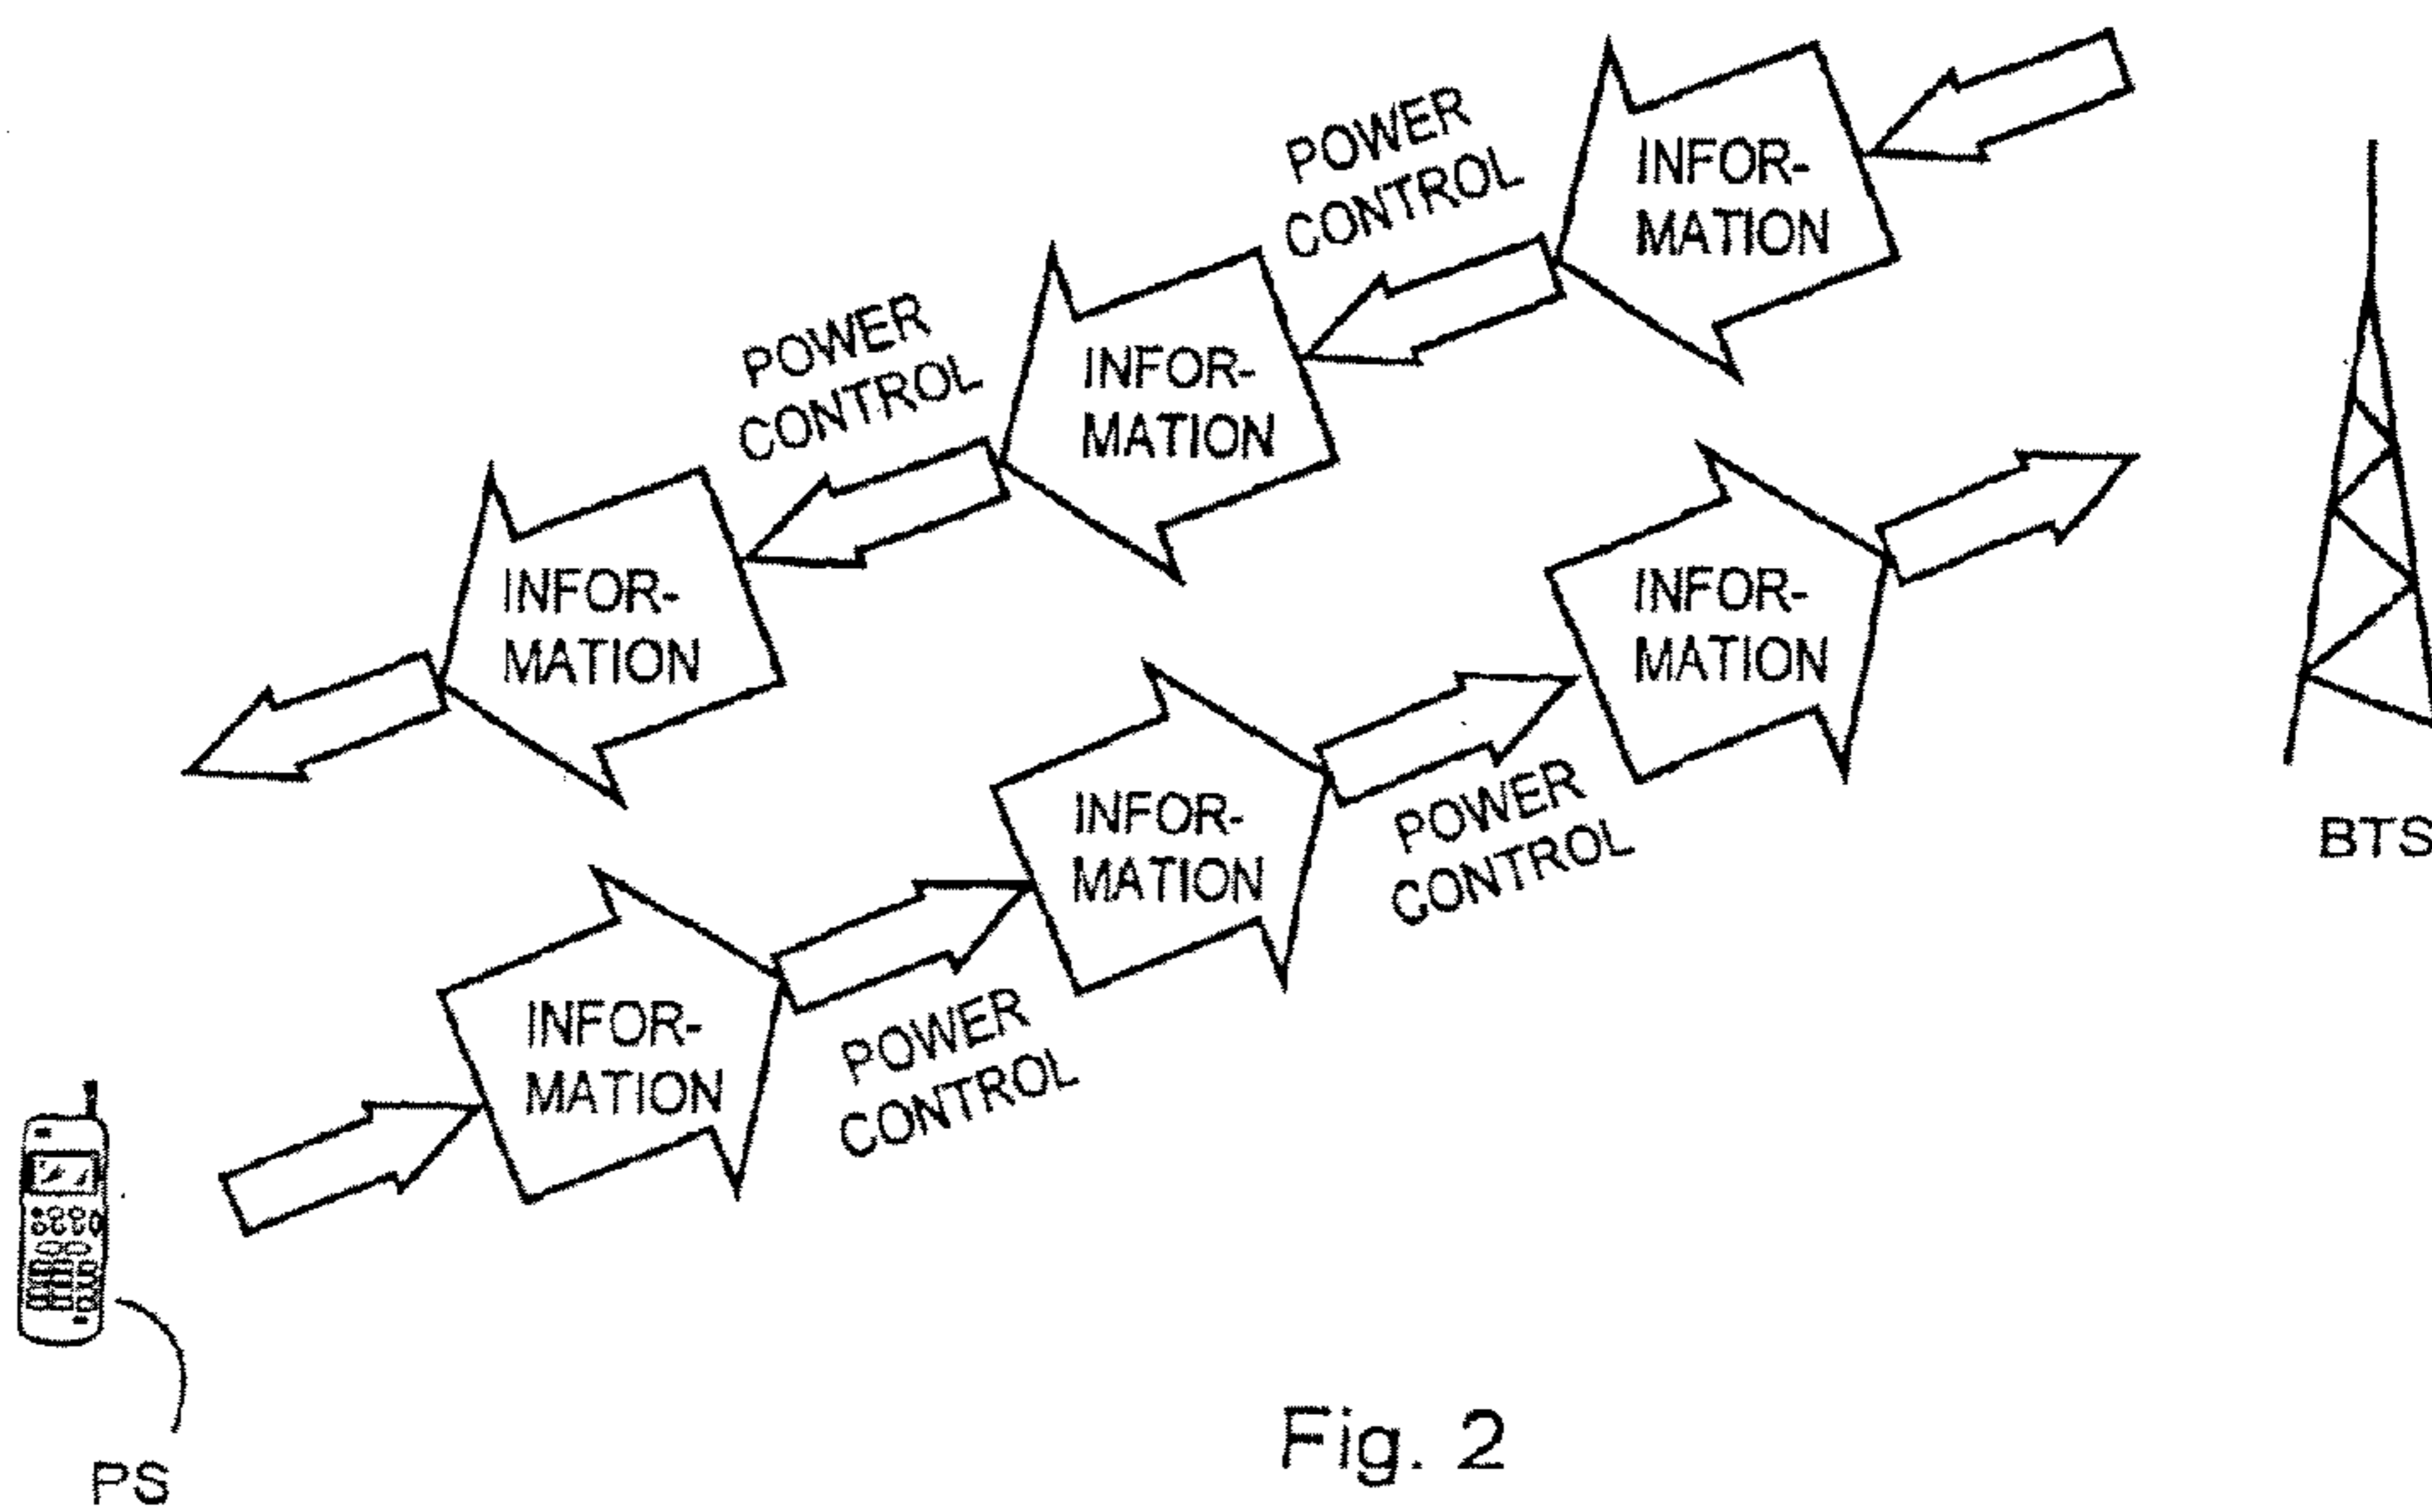 POWER
CONTROL
INFOR-
MATION
POWER
CONTROL
INFOR-
MATION
INFOR-
MATION
INFOR-
MATION
POWER
CONTROL
INFOR-
MATION
POWER
CONTROL
INFOR-
MATION
BTS
PS
Fig. 2